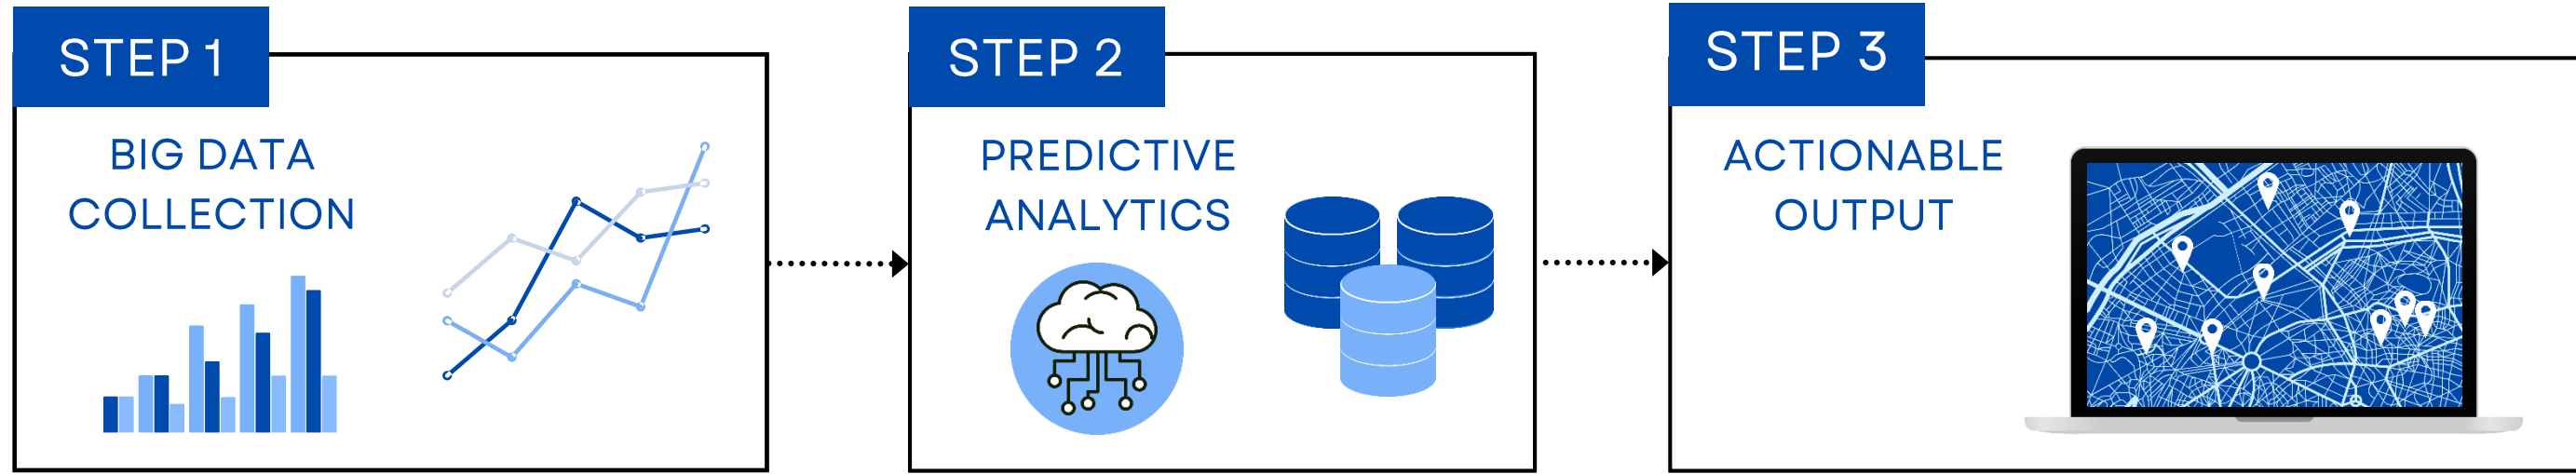 STEP 1
BIG DATA
COLLECTION
STEP 2
PREDICTIVE
ANALYTICS
STEP 3
ACTIONABLE
OUTPUT